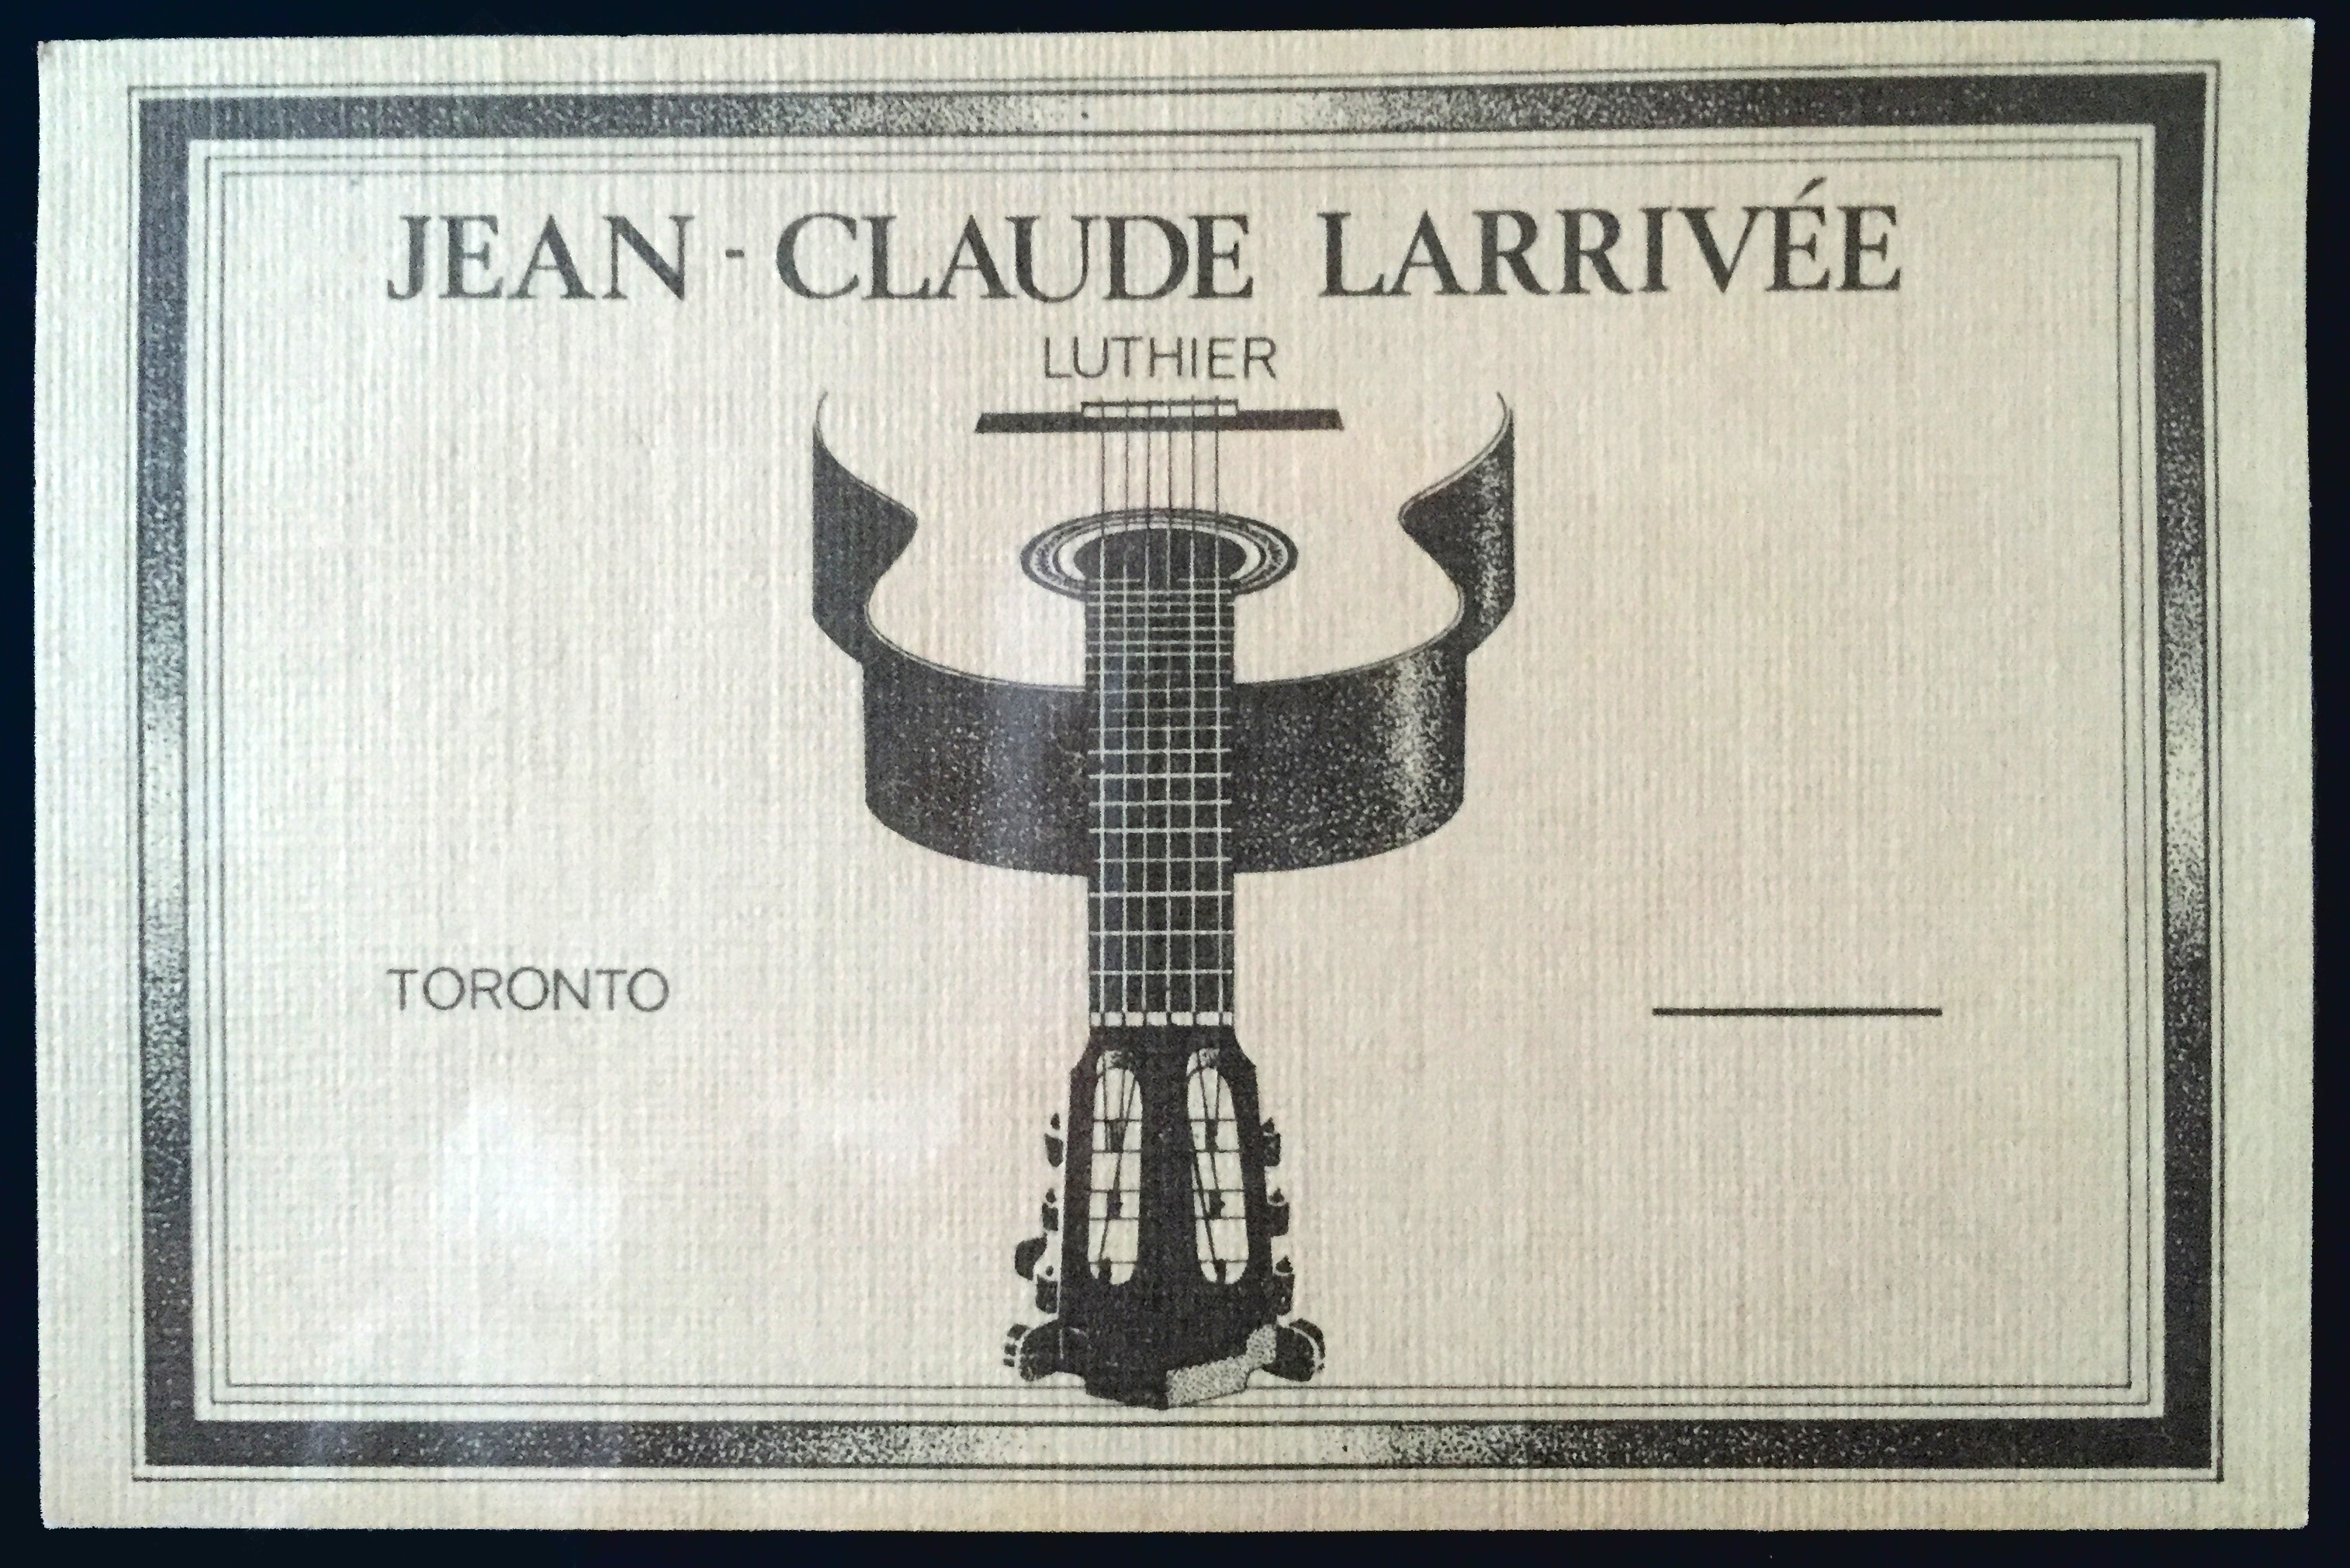 JEAN - CLAUDE LARRIVÉE
LUTHIER
TORONTO